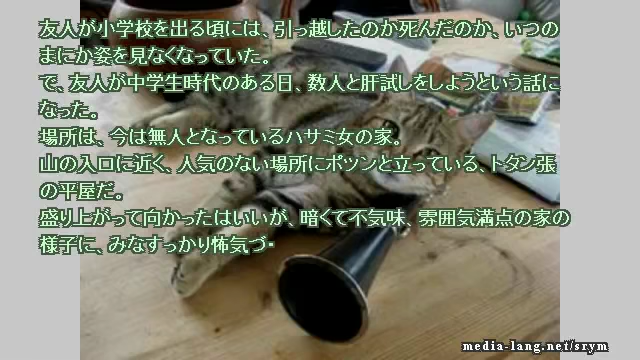 友人が小学校を出る頃には、引っ越したのか死んだのか、いつの
まにか姿を見なくなっていた。
で、友人が中学生時代のある日、数人と肝試しをしようという話に
なった。
場所は、今は無人となっているハサミ女の家。
山の入口に近く、人気のない場所にポツンと立っている、トタン張
の平屋だ。
盛り上がって向かったはいいが、暗くて不気味、雰囲気満点の家の
様子に、みなすっかり怖気づ・
media-lang.net/srym